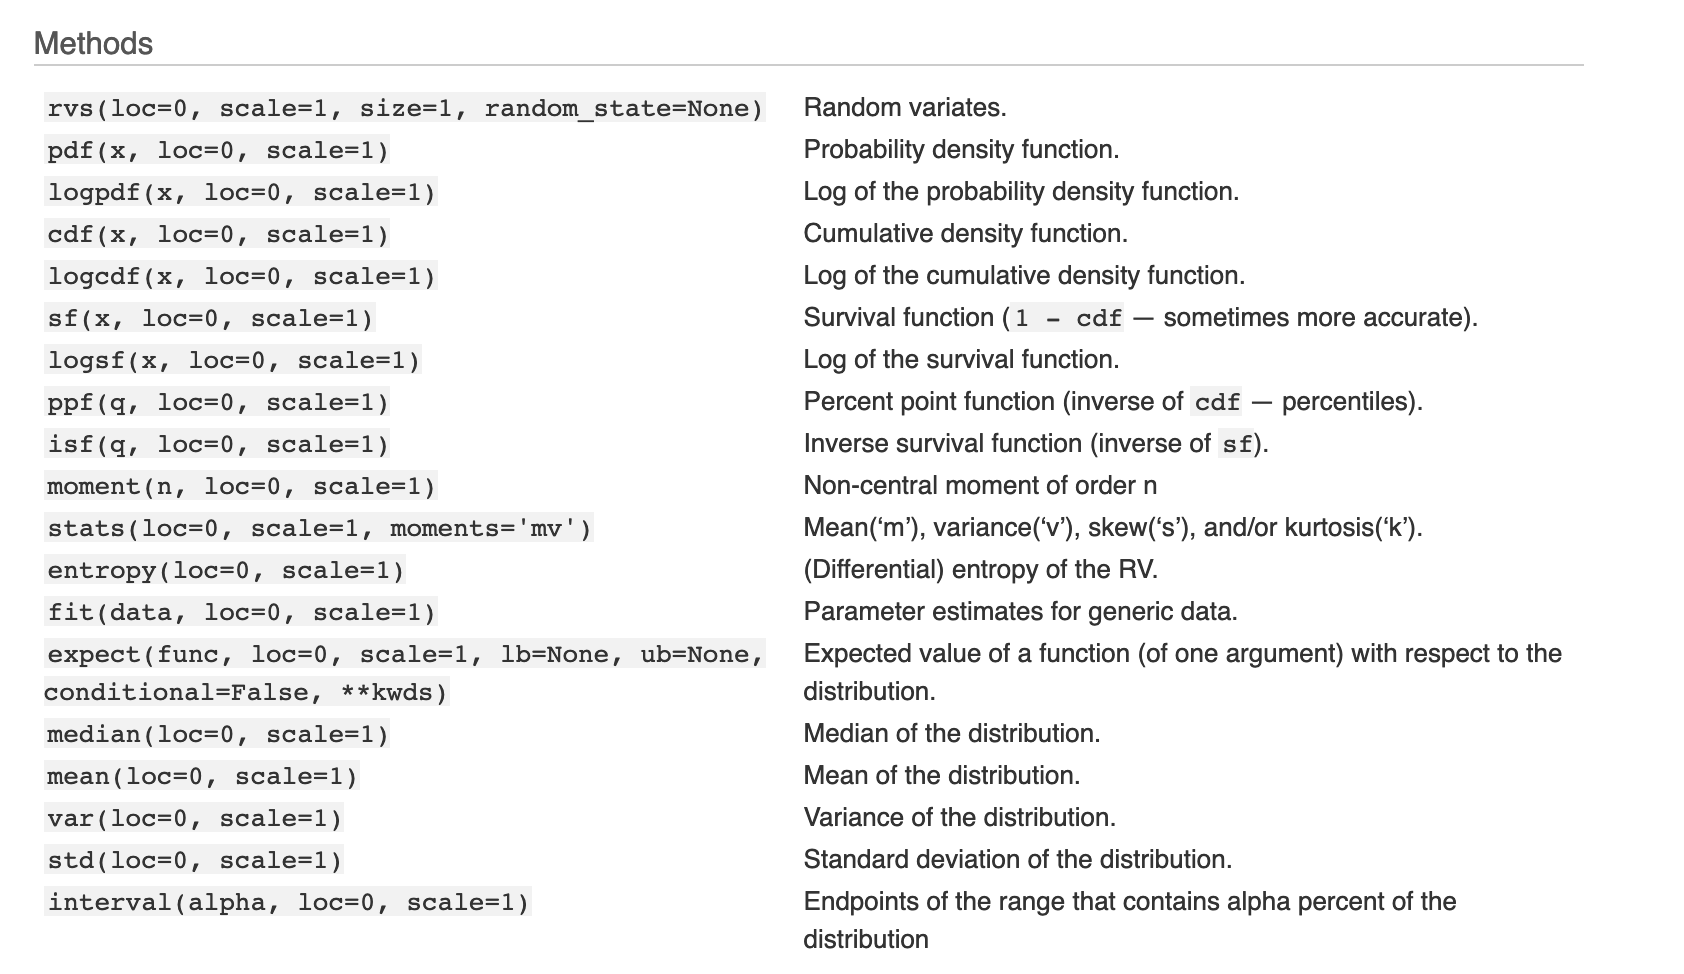 Methods
rvs(loc=0, scale=1, size=1, random_state=None) Random variates.
pdf(x, loc=0, scale=1) Probability density function.
logpdf(x, loc=0, scale=1) Log of the probability density function.
cdf(x, loc=0, scale=1) Cumulative density function.
logcdf(x, loc=0, scale=1) Log of the cumulative density function.
sf(x, loc=0, scale=1) Survival function (1 - cdf — sometimes more accurate).
logsf(x, loc=0, scale=1) Log of the survival function.
ppf(q, loc=0, scale=1) Percent point function (inverse of cdf — percentiles).
isf(q, loc=0, scale=1) Inverse survival function (inverse of sf).
moment(n, loc=0, scale=1) Non-central moment of order n
stats(loc=0, scale=1, moments='mv') Mean(‘m’), variance(‘v’), skew(‘s’), and/or kurtosis(‘k’).
entropy(loc=0, scale=1) (Differential) entropy of the RV.
fit(data, loc=0, scale=1) Parameter estimates for generic data.
expect(func, loc=0, scale=1, lb=None, ub=None, Expected value of a function (of one argument) with respect to the
conditional=False, **kwds) distribution.
median(loc=0, scale=1) Median of the distribution.
mean(loc=0, scale=1) Mean of the distribution.
var(loc=0, scale=1) Variance of the distribution.
std(loc=0, scale=1) Standard deviation of the distribution.
interval(alpha, loc=0, scale=1) Endpoints of the range that contains alpha percent of the
distribution